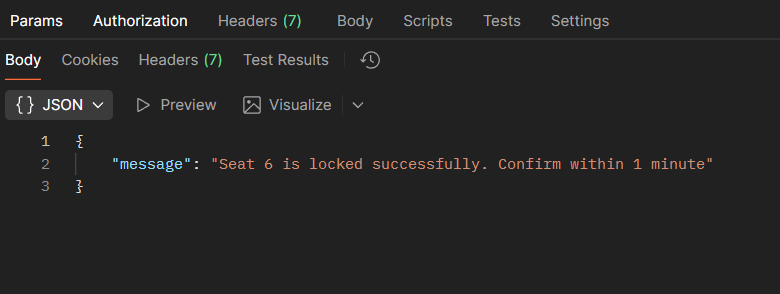 Params Authorization Headers (7) Body Scripts Tests Settings
Body Cookies Headers (7) Test Results
{} JSON Preview Visualize
1 {
2 "message": "Seat 6 is locked successfully. Confirm within 1 minute"
3 }